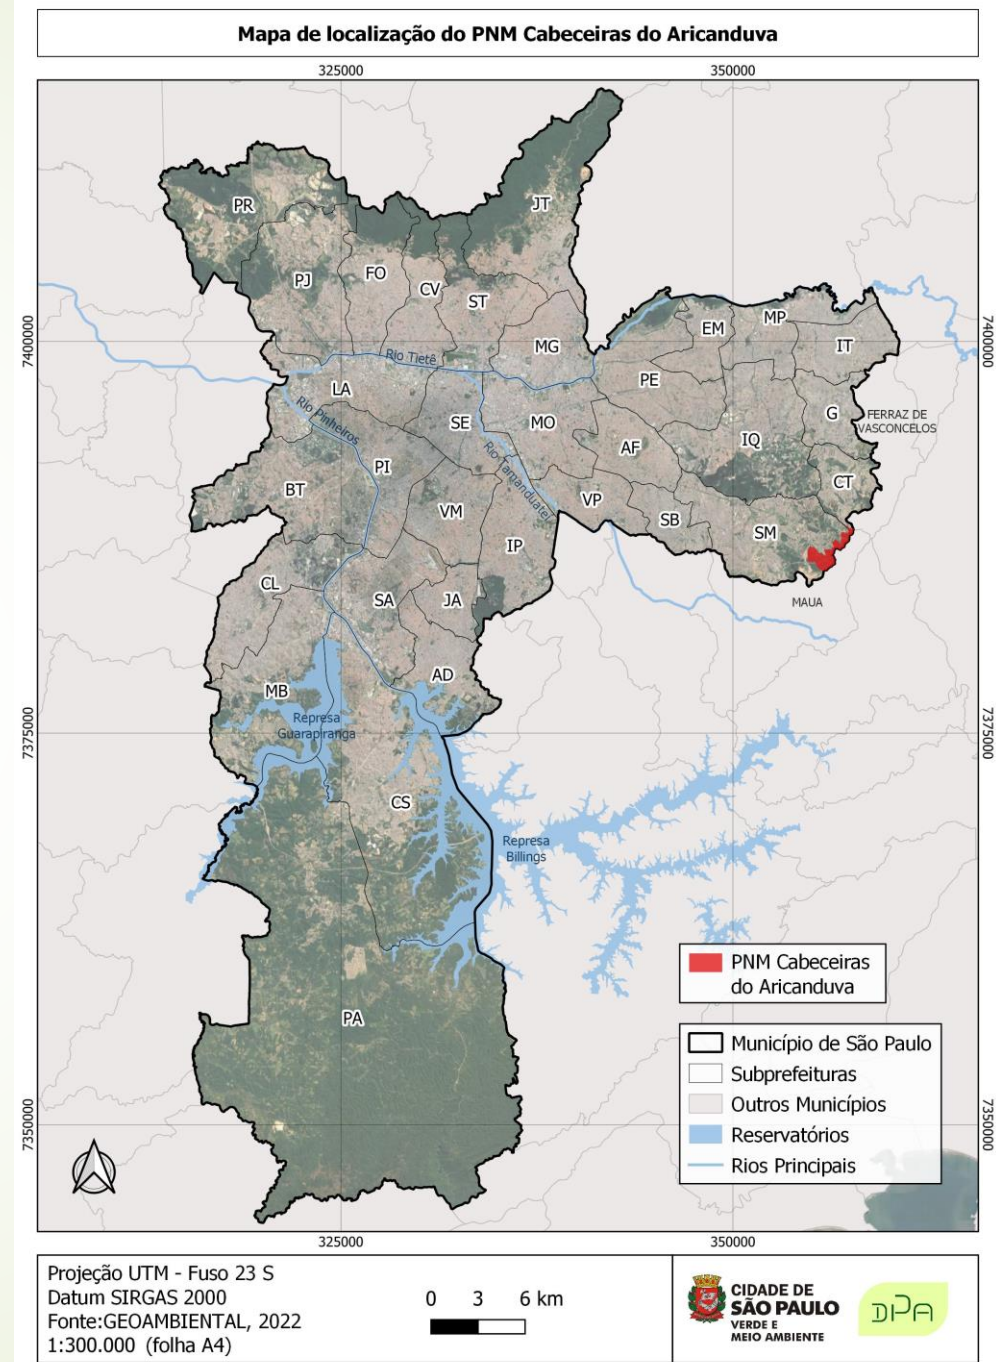 Mapa de localização do PNM Cabeceiras do Aricanduva
325000
350000
JT
PR
PJ
FO
CV
ST
EM
MP
7400000
MG
IT
7400000
Rio Tietê
PE
LA
Rio Pinheiros
SE
MO
G
FERRAZ DE
VASCONCELOS
AF
IQ
PI
Rio Tamanduateí
BT
CT
VP
VM
SB
SM
IP
CL
SA
JA
MAUA
AD
MB
Represa
Guarapiranga
7375000
7375000
CS
Represa
Billings
PNM Cabeceiras
do Aricanduva
PA
Município de São Paulo
Subprefeituras
Outros Municípios
Reservatórios
Rios Principais
7350000
7350000
325000
350000
Projeção UTM - Fuso 23 S
Datum SIRGAS 2000
Fonte:GEOAMBIENTAL, 2022
1:300.000 (folha A4)
0 3 6 km
CIDADE DE
SÃO PAULO
VERDE E
MEIO AMBIENTE
DPA